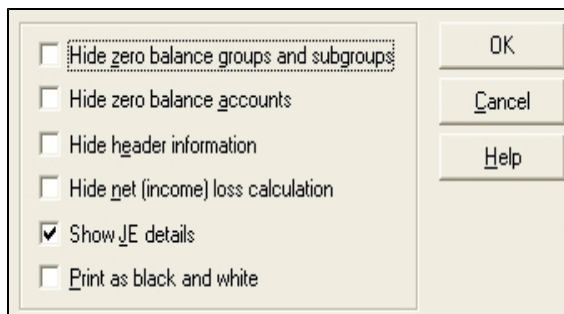 Hide zero balance groups and subgroups
Hide zero balance accounts
Hide header information
Hide net (income) loss calculation
Show JE details
Print as black and white
OK
Cancel
Help